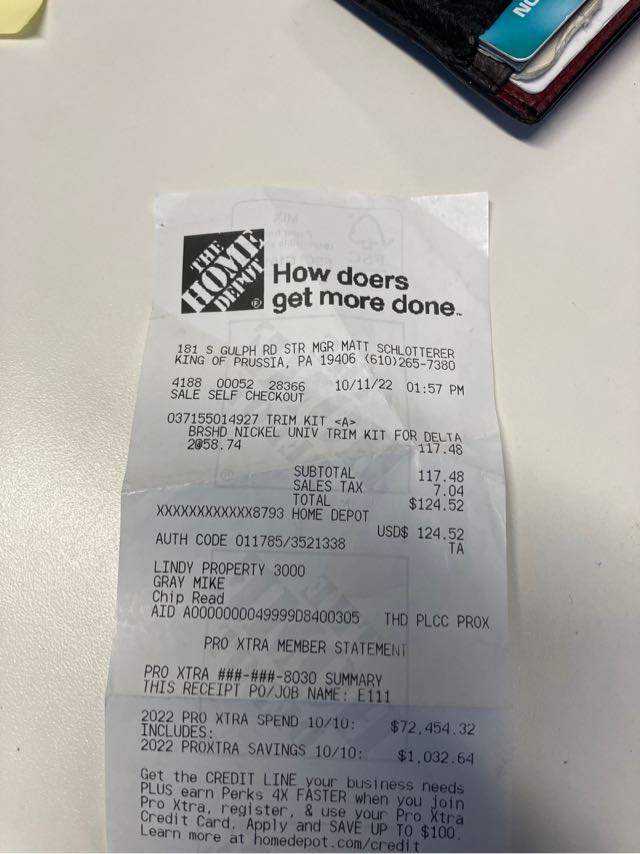 NO
THE HOME DEPOT ®
How doers
get more done™
181 S GULPH RD STR MGR MATT SCHLOTTERER
KING OF PRUSSIA, PA 19406 (610)265-7380
4188 00052 28366 10/11/22 01:57 PM
SALE SELF CHECKOUT
037155014927 TRIM KIT <A>
BRSHD NICKEL UNIV TRIM KIT FOR DELTA
2@58.74 117.48
SUBTOTAL 117.48
SALES TAX 7.04
TOTAL $124.52
XXXXXXXXXXXX8793 HOME DEPOT
USD$ 124.52
AUTH CODE 011785/3521338 TA
LINDY PROPERTY 3000
GRAY MIKE
Chip Read
AID A0000000049999D8400305 THD PLCC PROX
PRO XTRA MEMBER STATEMENT
PRO XTRA ###-###-8030 SUMMARY
THIS RECEIPT PO/JOB NAME: E111
2022 PRO XTRA SPEND 10/10: $72,454.32
INCLUDES:
2022 PROXTRA SAVINGS 10/10: $1,032.64
Get the CREDIT LINE your business needs
PLUS earn Perks 4X FASTER when you join
Pro Xtra, register, & use your Pro Xtra
Credit Card. Apply and SAVE UP TO $100.
Learn more at homedepot.com/credit